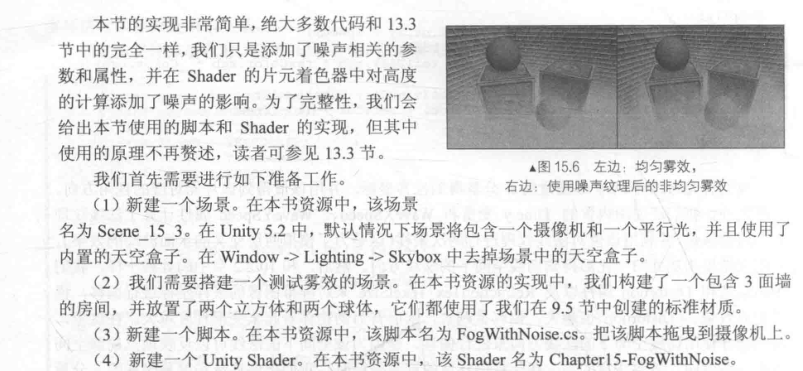 本节的实现非常简单，绝大多数代码和 13.3
节中的完全一样，我们只是添加了噪声相关的参
数和属性，并在 Shader 的片元着色器中对高度
的计算添加了噪声的影响。为了完整性，我们会
给出本节使用的脚本和 Shader 的实现，但其中
使用的原理不再赘述，读者可参见 13.3 节。
我们首先需要进行如下准备工作。
▲图 15.6 左边：均匀雾效，
右边：使用噪声纹理后的非均匀雾效
（1）新建一个场景。在本书资源中，该场景
名为 Scene_15_3。在 Unity 5.2 中，默认情况下场景将包含一个摄像机和一个平行光，并且使用了
内置的天空盒子。在 Window -> Lighting -> Skybox 中去掉场景中的天空盒子。
（2）我们需要搭建一个测试雾效的场景。在本书资源的实现中，我们构建了一个包含 3 面墙
的房间，并放置了两个立方体和两个球体，它们都使用了我们在 9.5 节中创建的标准材质。
（3）新建一个脚本。在本书资源中，该脚本名为 FogWithNoise.cs。把该脚本拖曳到摄像机上。
（4）新建一个 Unity Shader。在本书资源中，该 Shader 名为 Chapter15-FogWithNoise。